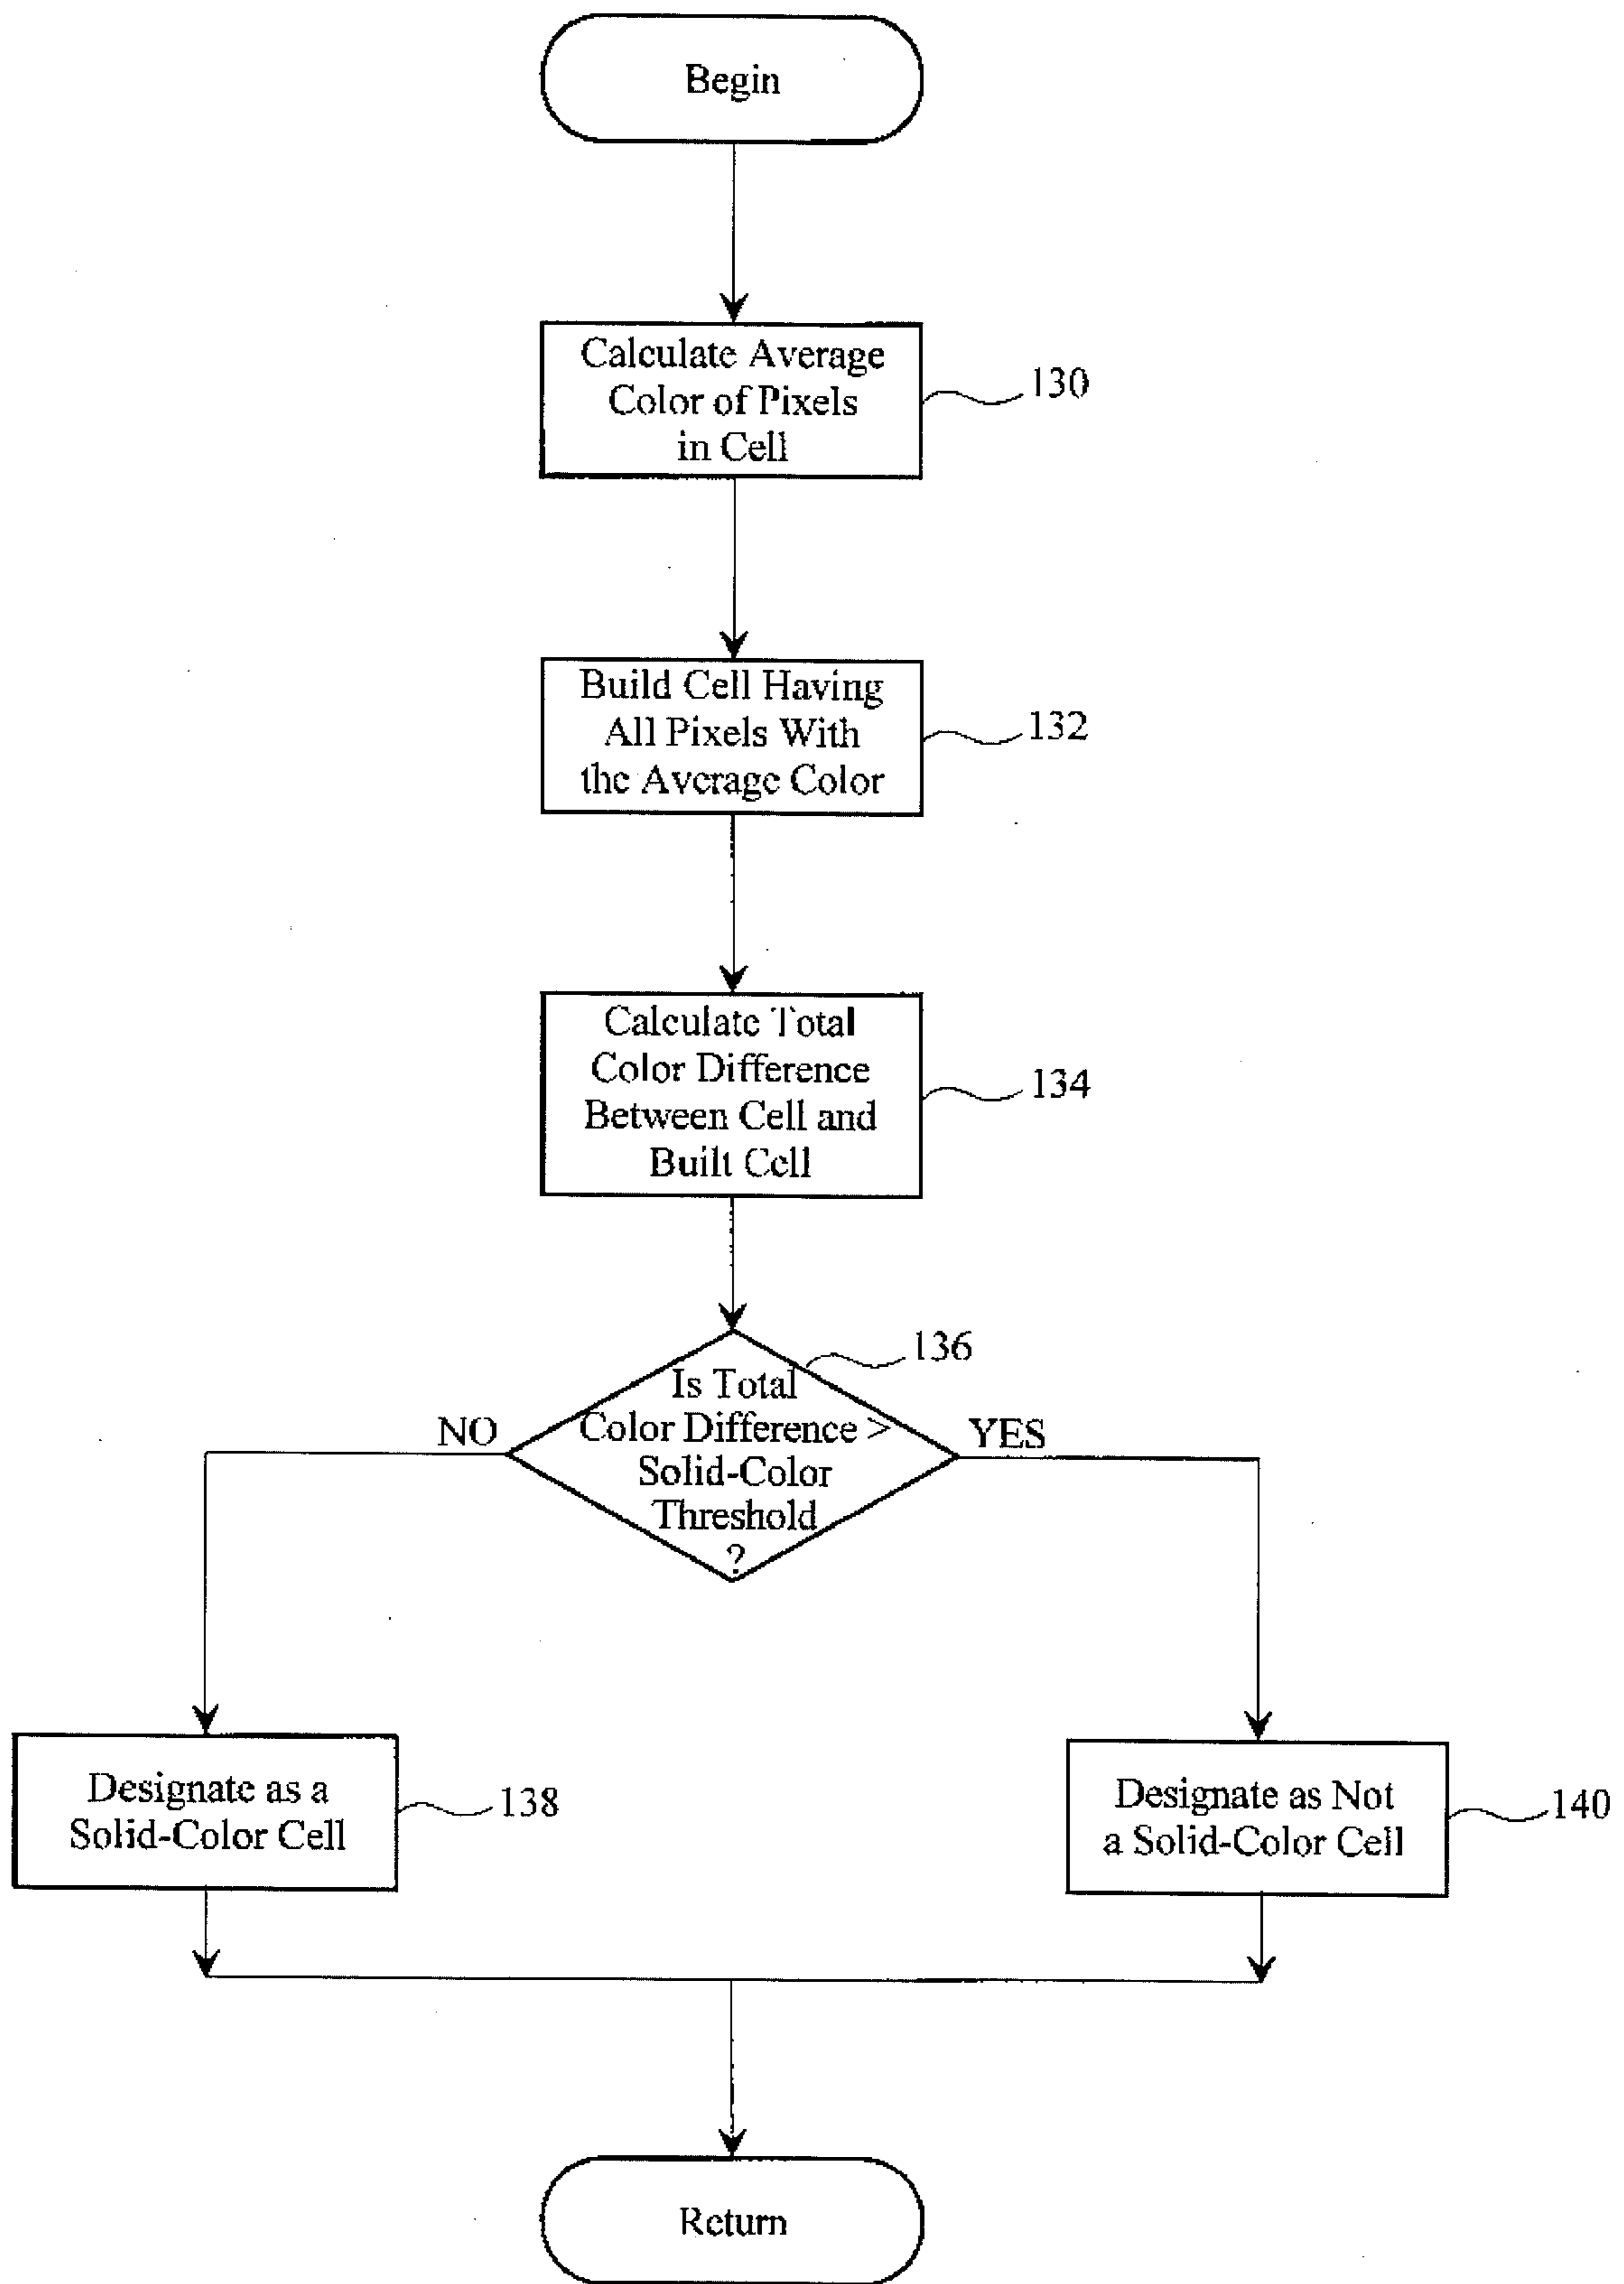 Begin
Calculate Average
Color of Pixels
in Cell
130
Build Cell Having
All Pixels With
the Average Color
132
Calculate Total
Color Difference
Between Cell and
Built Cell
134
136
Is Total
Color Difference >
Solid-Color
Threshold
?
NO
YES
Designate as a
Solid-Color Cell
138
Designate as Not
a Solid-Color Cell
140
Return